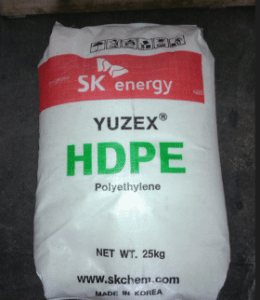 SK energy
YUZEX®
HDPE
Polyethylene
NET WT. 25kg
www.skchem.com
MADE IN KOREA